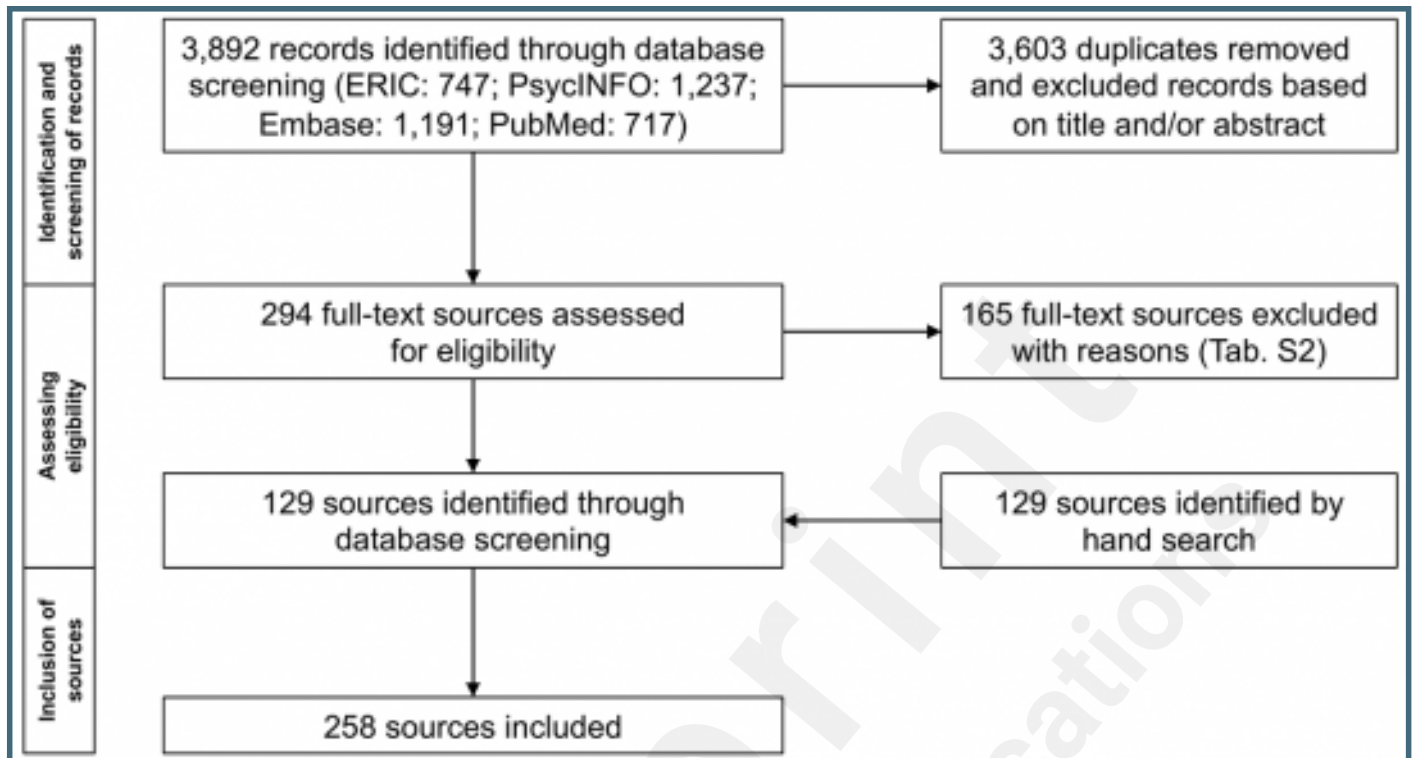 Identification and
screening of records
3,892 records identified through database
screening (ERIC: 747; PsycINFO: 1,237;
Embase: 1,191; PubMed: 717)
3,603 duplicates removed
and excluded records based
on title and/or abstract
Assessing
eligibility
294 full-text sources assessed
for eligibility
165 full-text sources excluded
with reasons (Tab. S2)
129 sources identified through
database screening
129 sources identified by
hand search
Inclusion of
sources
258 sources included
rint
cations